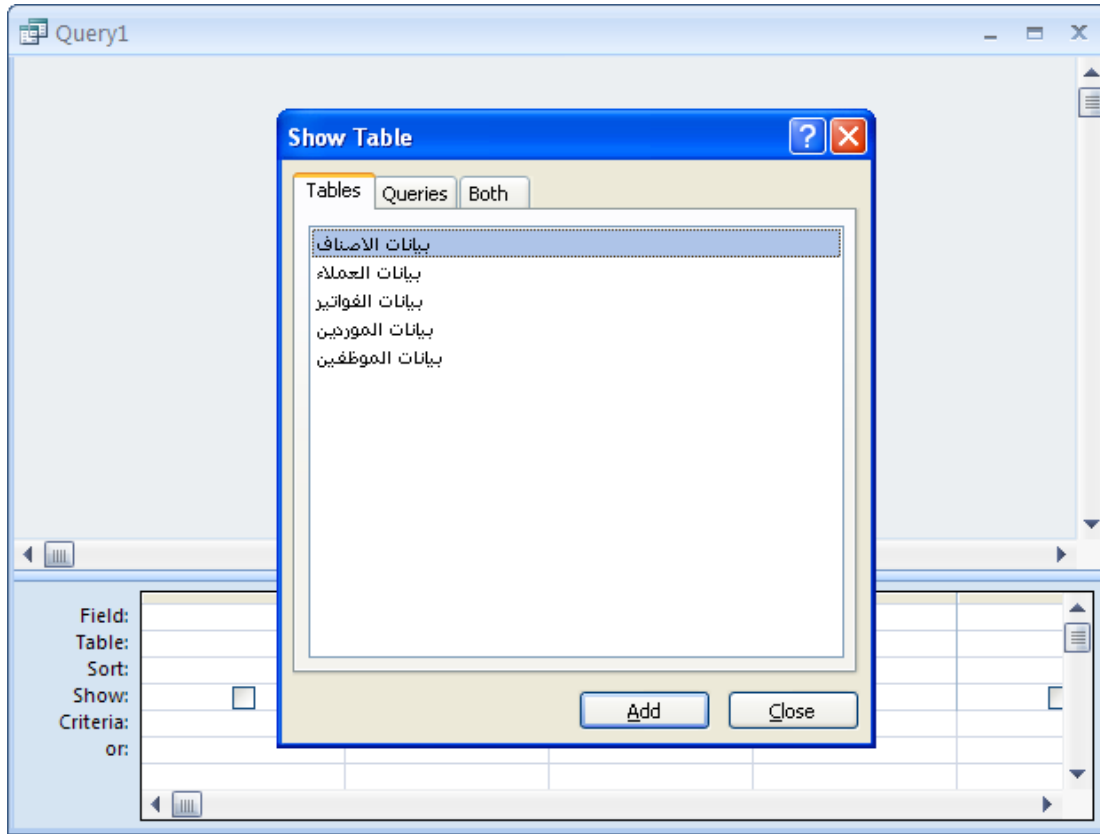 Query1
Show Table
Tables Queries Both
بيانات الاصناف
بيانات العملاء
بيانات الفواتير
بيانات الموردين
بيانات الموظفين
Add Close
Field:
Table:
Sort:
Show:
Criteria:
or: